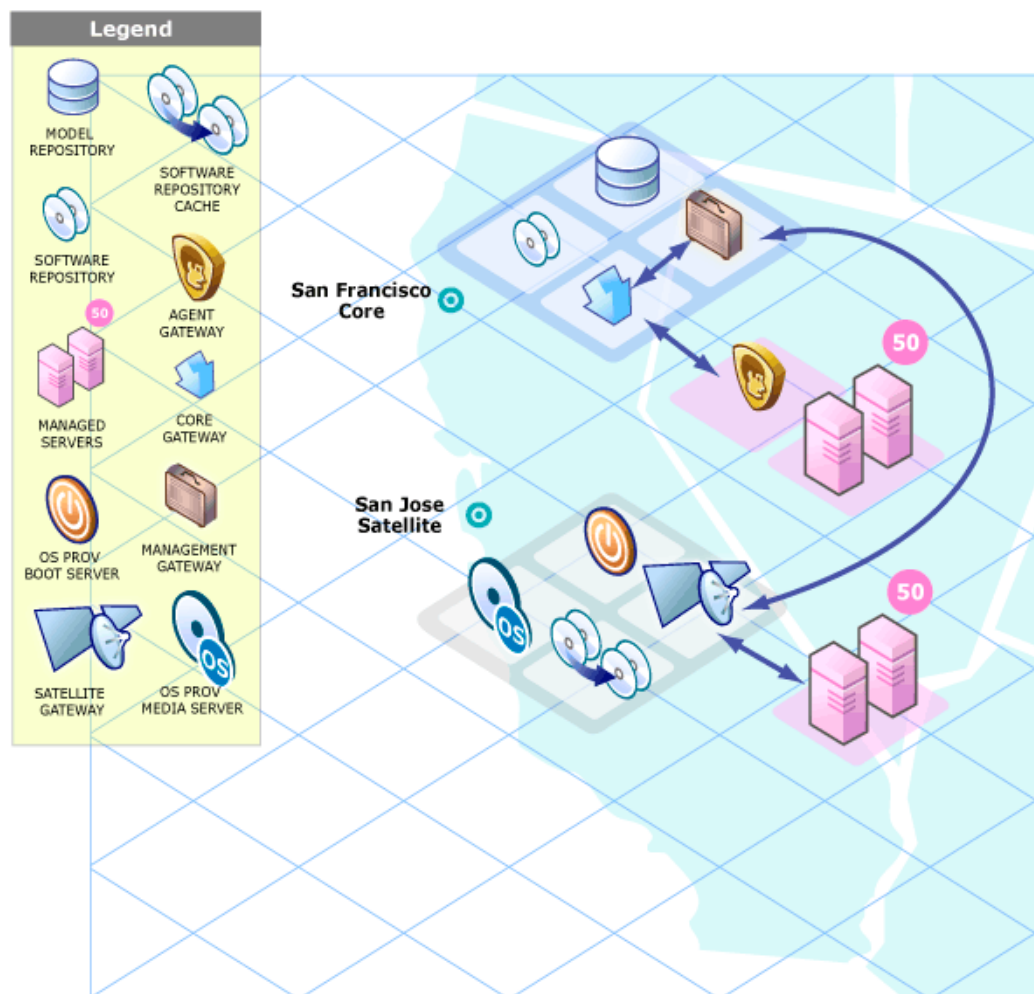 Legend
MODEL
REPOSITORY
SOFTWARE
REPOSITORY
CACHE
SOFTWARE
REPOSITORY
AGENT
GATEWAY
50
MANAGED
SERVERS
CORE
GATEWAY
OS PROV
BOOT SERVER
MANAGEMENT
GATEWAY
SATELLITE
GATEWAY
OS
OS PROV
MEDIA SERVER
San Francisco
Core
50
San Jose
Satellite
OS
50